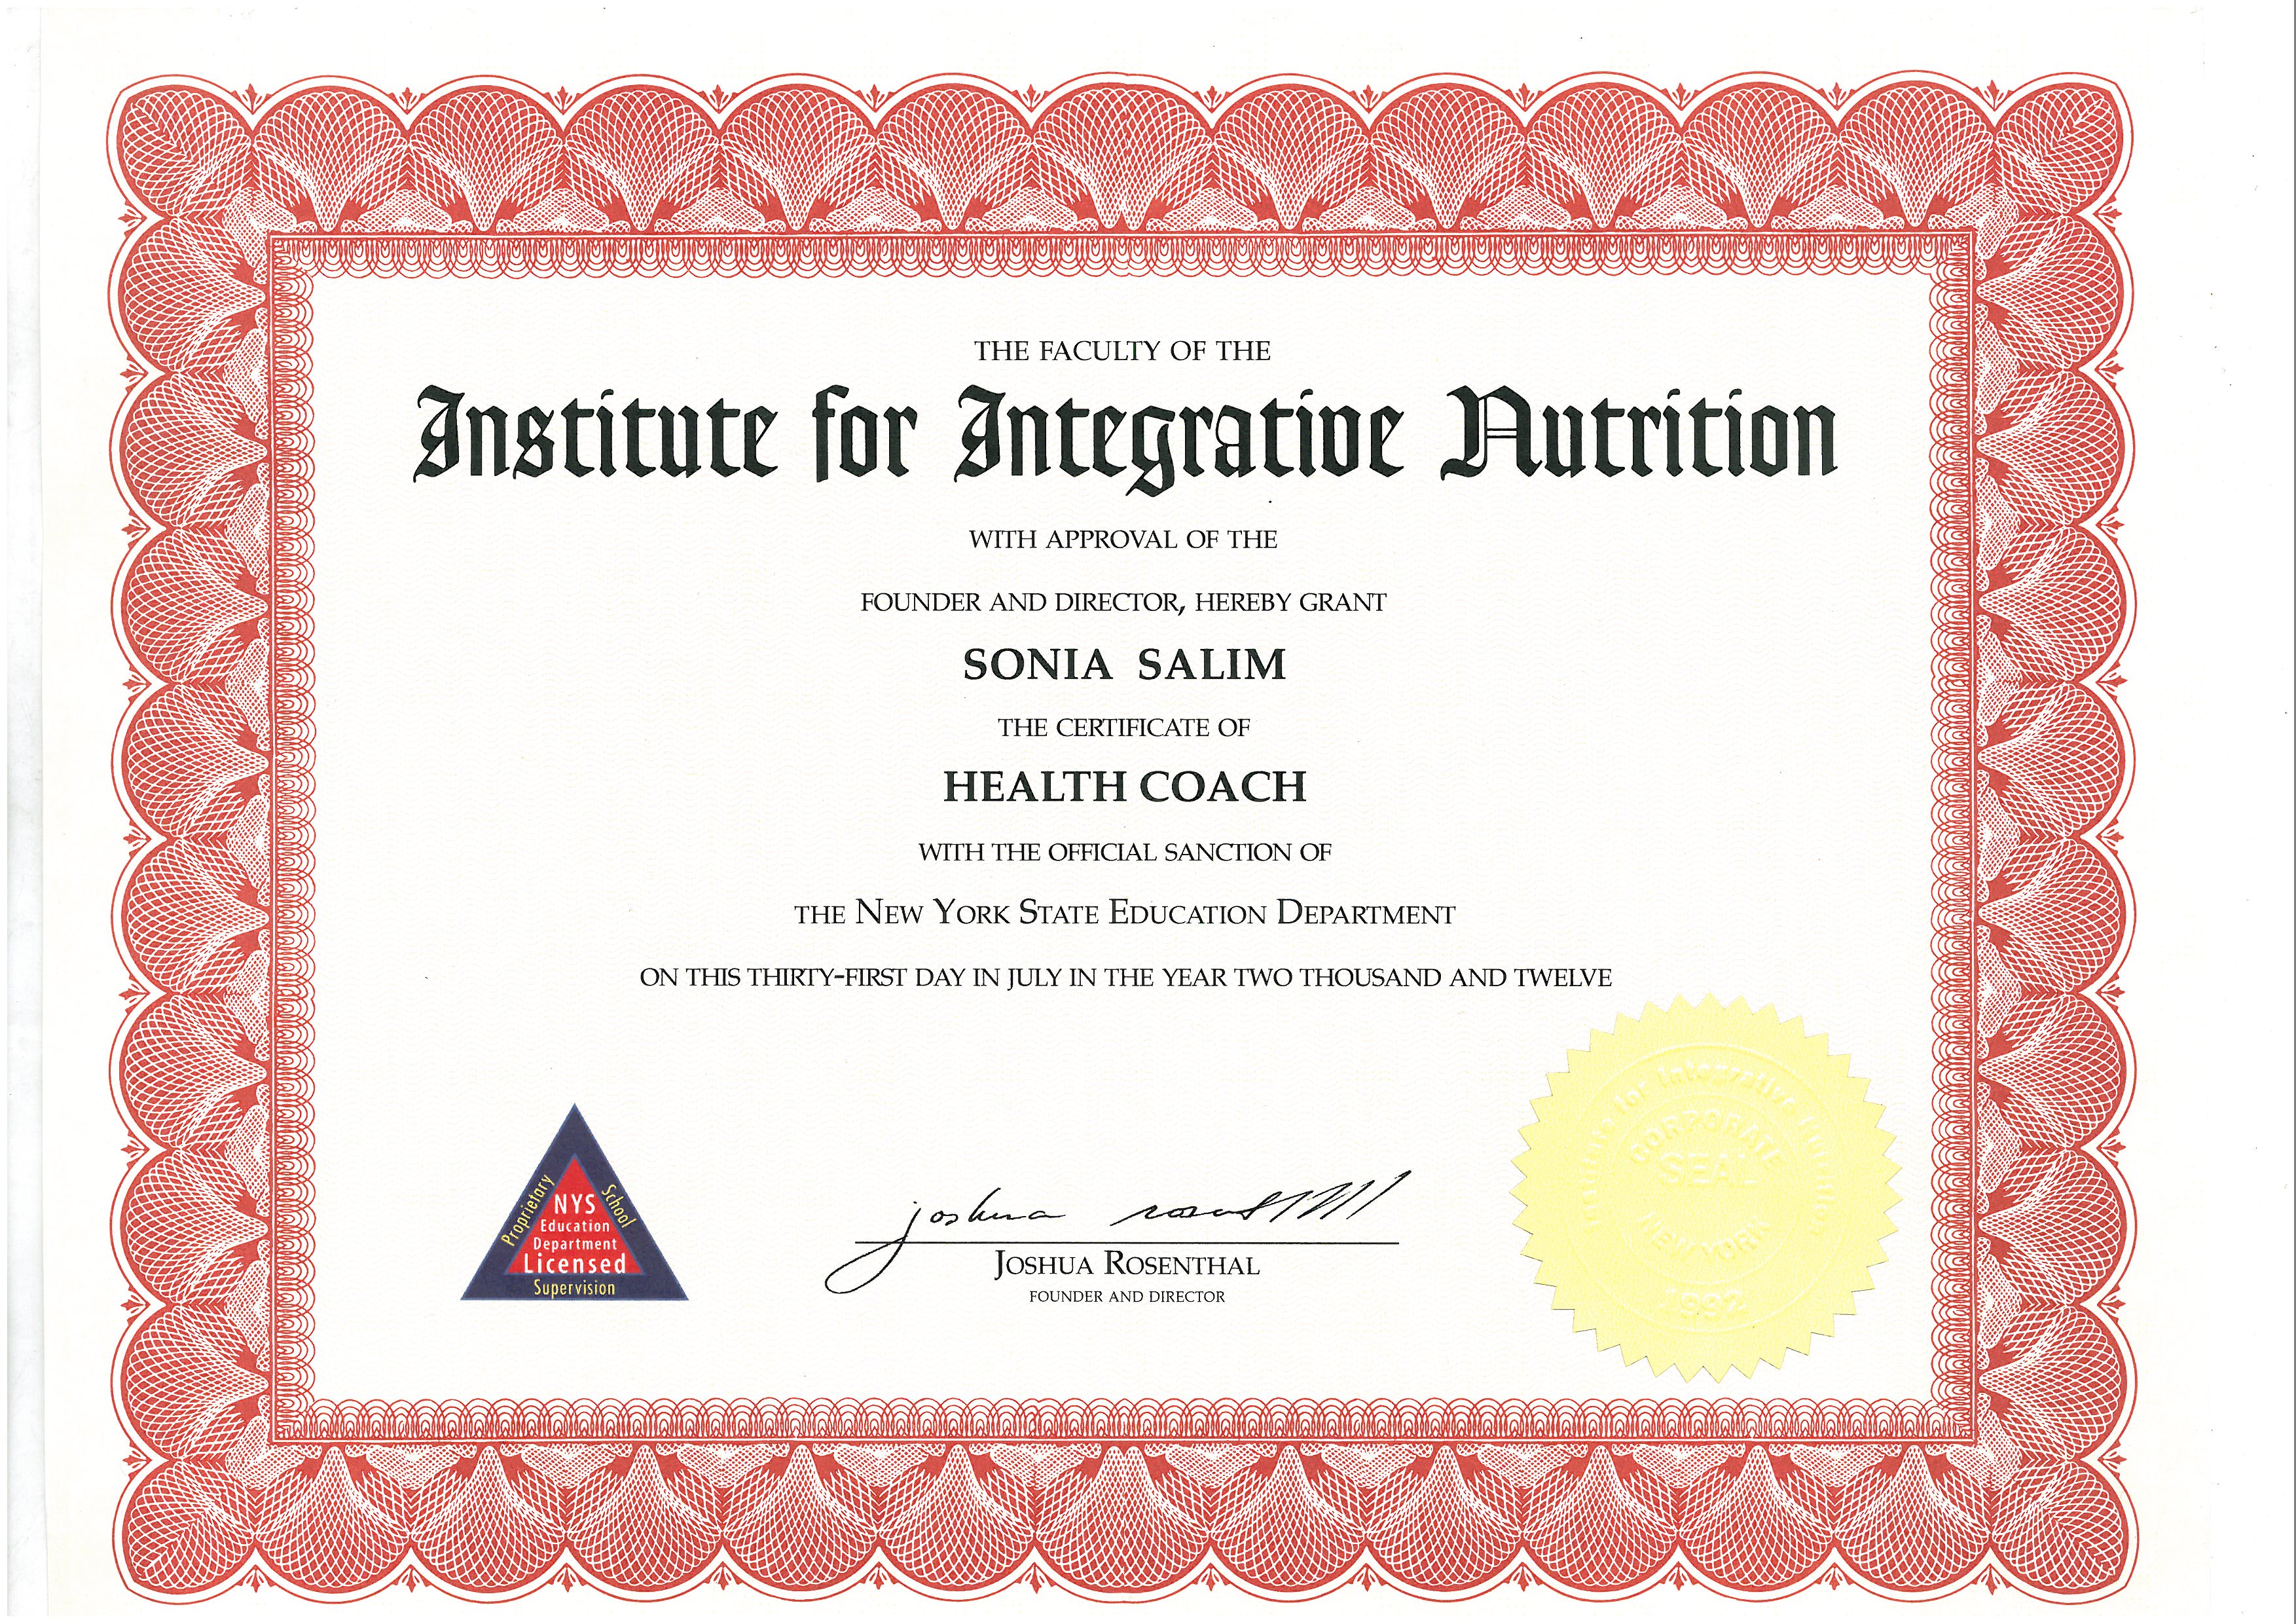 THE FACULTY OF THE
Institute for Integrative Nutrition
WITH APPROVAL OF THE
FOUNDER AND DIRECTOR, HEREBY GRANT
SONIA SALIM
THE CERTIFICATE OF
HEALTH COACH
WITH THE OFFICIAL SANCTION OF
THE NEW YORK STATE EDUCATION DEPARTMENT
ON THIS THIRTY-FIRST DAY IN JULY IN THE YEAR TWO THOUSAND AND TWELVE
Proprietary
School
NYS
Education
Department
Licensed
Supervision
joshua rosenthal
JOSHUA ROSENTHAL
FOUNDER AND DIRECTOR
Institute for Integrative Nutrition
CORPORATE
SEAL
NEW YORK
1992